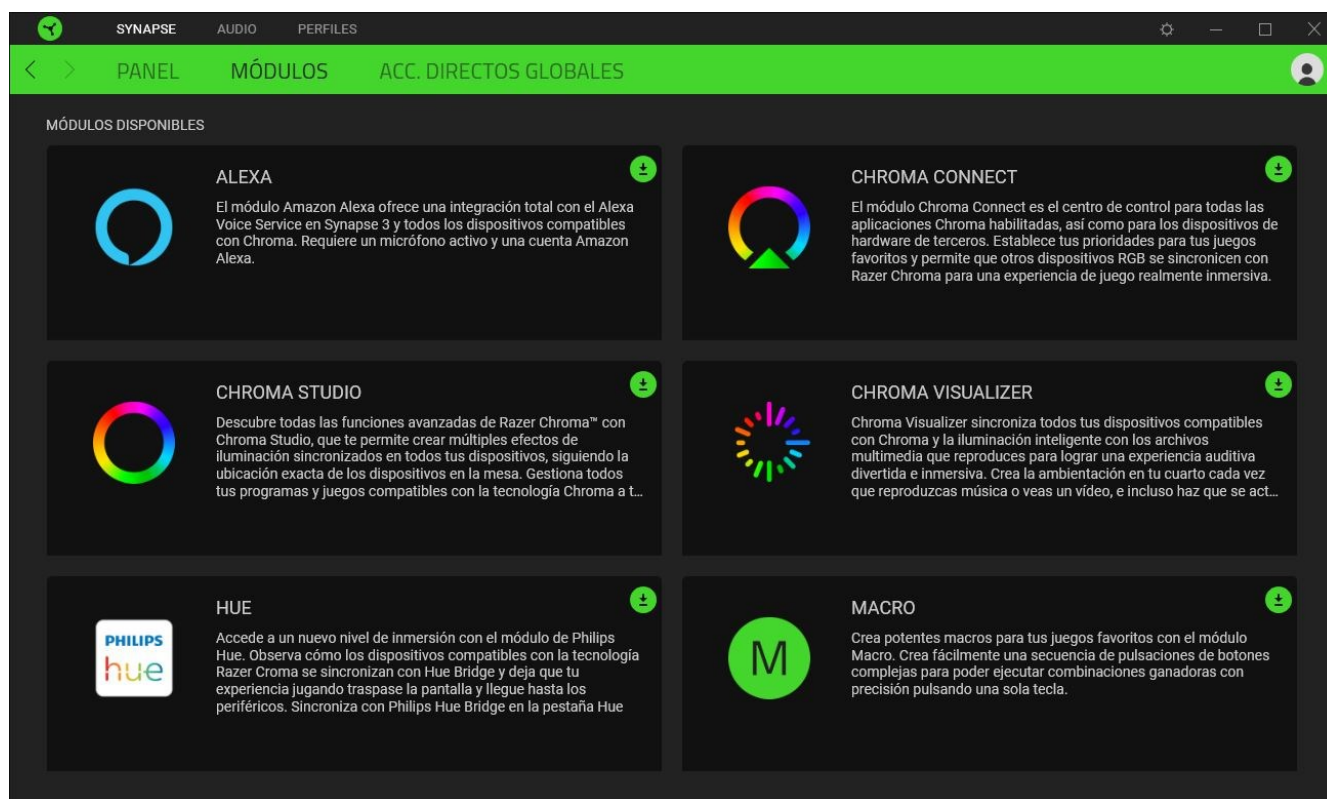 SYNAPSE AUDIO PERFILES
PANEL MÓDULOS ACC. DIRECTOS GLOBALES
MÓDULOS DISPONIBLES
ALEXA
El módulo Amazon Alexa ofrece una integración total con el Alexa
Voice Service en Synapse 3 y todos los dispositivos compatibles
con Chroma. Requiere un micrófono activo y una cuenta Amazon
Alexa.
CHROMA CONNECT
El módulo Chroma Connect es el centro de control para todas las
aplicaciones Chroma habilitadas, así como para los dispositivos de
hardware de terceros. Establece tus prioridades para tus juegos
favoritos y permite que otros dispositivos RGB se sincronicen con
Razer Chroma para una experiencia de juego realmente inmersiva.
CHROMA STUDIO
Descubre todas las funciones avanzadas de Razer Chroma™ con
Chroma Studio, que te permite crear múltiples efectos de
iluminación sincronizados en todos tus dispositivos, siguiendo la
ubicación exacta de los dispositivos en la mesa. Gestiona todos
tus programas y juegos compatibles con la tecnología Chroma a t...
CHROMA VISUALIZER
Chroma Visualizer sincroniza todos tus dispositivos compatibles
con Chroma y la iluminación inteligente con los archivos
multimedia que reproduces para lograr una experiencia auditiva
divertida e inmersiva. Crea la ambientación en tu cuarto cada vez
que reproduzcas música o veas un vídeo, e incluso haz que se act...
PHILIPS
hue
HUE
Accede a un nuevo nivel de inmersión con el módulo de Philips
Hue. Observa cómo los dispositivos compatibles con la tecnología
Razer Croma se sincronizan con Hue Bridge y deja que tu
experiencia jugando traspase la pantalla y llegue hasta los
periféricos. Sincroniza con Philips Hue Bridge en la pestaña Hue
M
MACRO
Crea potentes macros para tus juegos favoritos con el módulo
Macro. Crea fácilmente una secuencia de pulsaciones de botones
complejas para poder ejecutar combinaciones ganadoras con
precisión pulsando una sola tecla.